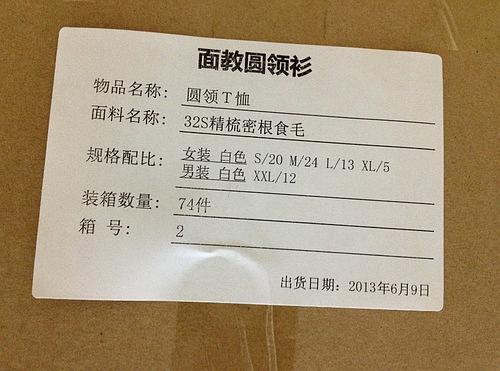 面教圆领衫
物品名称: 圆领T恤
面料名称: 32S精梳密根食毛
规格配比: 女装 白色 S/20 M/24 L/13 XL/5
男装 白色 XXL/12
装箱数量: 74件
箱 号: 2
出货日期: 2013年6月9日